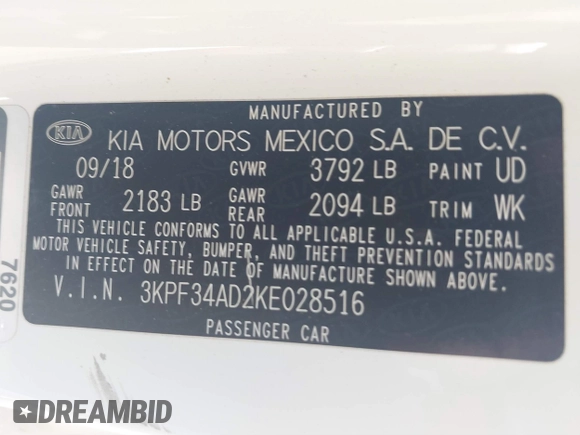 MANUFACTURED BY
KIA KIA MOTORS MEXICO S.A. DE C.V.
09/18 GVWR 3792 LB PAINT UD
GAWR FRONT 2183 LB GAWR REAR 2094 LB TRIM WK
THIS VEHICLE CONFORMS TO ALL APPLICABLE U.S.A. FEDERAL
MOTOR VEHICLE SAFETY, BUMPER, AND THEFT PREVENTION STANDARDS
IN EFFECT ON THE DATE OF MANUFACTURE SHOWN ABOVE.
V.I.N. 3KPF34AD2KE028516
PASSENGER CAR
7620
DREAMBID